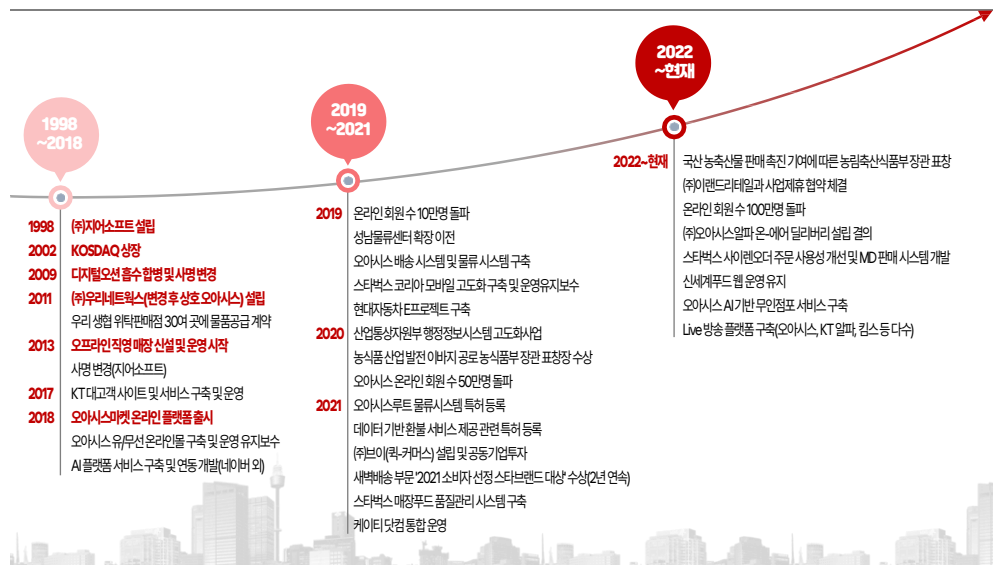 1998
~2018
1998 ㈜지어소프트 설립
2002 KOSDAQ 상장
2009 디지털오션 흡수 합병 및 사명 변경
2011 ㈜우리네트웍스(변경 후 상호 오아시스) 설립
우리 생협 위탁판매점 30여 곳에 물품공급 계약
2013 오프라인 직영 매장 신설 및 운영 시작
사명 변경(지어소프트)
2017 KT 대고객 사이트 및 서비스 구축 및 운영
2018 오아시스마켓 온라인 플랫폼 출시
오아시스 유/무선 온라인몰 구축 및 운영 유지보수
AI 플랫폼 서비스 구축 및 연동 개발(네이버 외)
2019
~2021
2019 온라인 회원 수 10만명 돌파
성남물류센터 확장 이전
오아시스 배송 시스템 및 물류 시스템 구축
스타벅스 코리아 모바일 고도화 구축 및 운영유지보수
현대자동차 E프로젝트 구축
2020 산업통상자원부 행정정보시스템 고도화사업
농식품 산업 발전 이바지 공로 농식품부 장관 표창장 수상
오아시스 온라인 회원 수 50만명 돌파
2021 오아시스루트 물류시스템 특허 등록
데이터 기반 환불 서비스 제공 관련 특허 등록
㈜브이(퀵-커머스) 설립 및 공동기업투자
새벽배송 부문 '2021 소비자 선정 스타브랜드 대상' 수상(2년 연속)
스타벅스 매장푸드 품질관리 시스템 구축
케이티 닷컴 통합 운영
2022
~현재
2022~현재 국산 농축산물 판매 촉진 기여에 따른 농림축산식품부 장관 표창
㈜이랜드리테일과 사업제휴 협약 체결
온라인 회원 수 100만명 돌파
㈜오아시스알파 온-에어 딜리버리 설립 결의
스타벅스 사이렌오더 주문 사용성 개선 및 MD 판매 시스템 개발
신세계푸드 웹 운영 유지
오아시스 AI 기반 무인점포 서비스 구축
Live 방송 플랫폼 구축(오아시스, KT 알파, 킴스 등 다수)